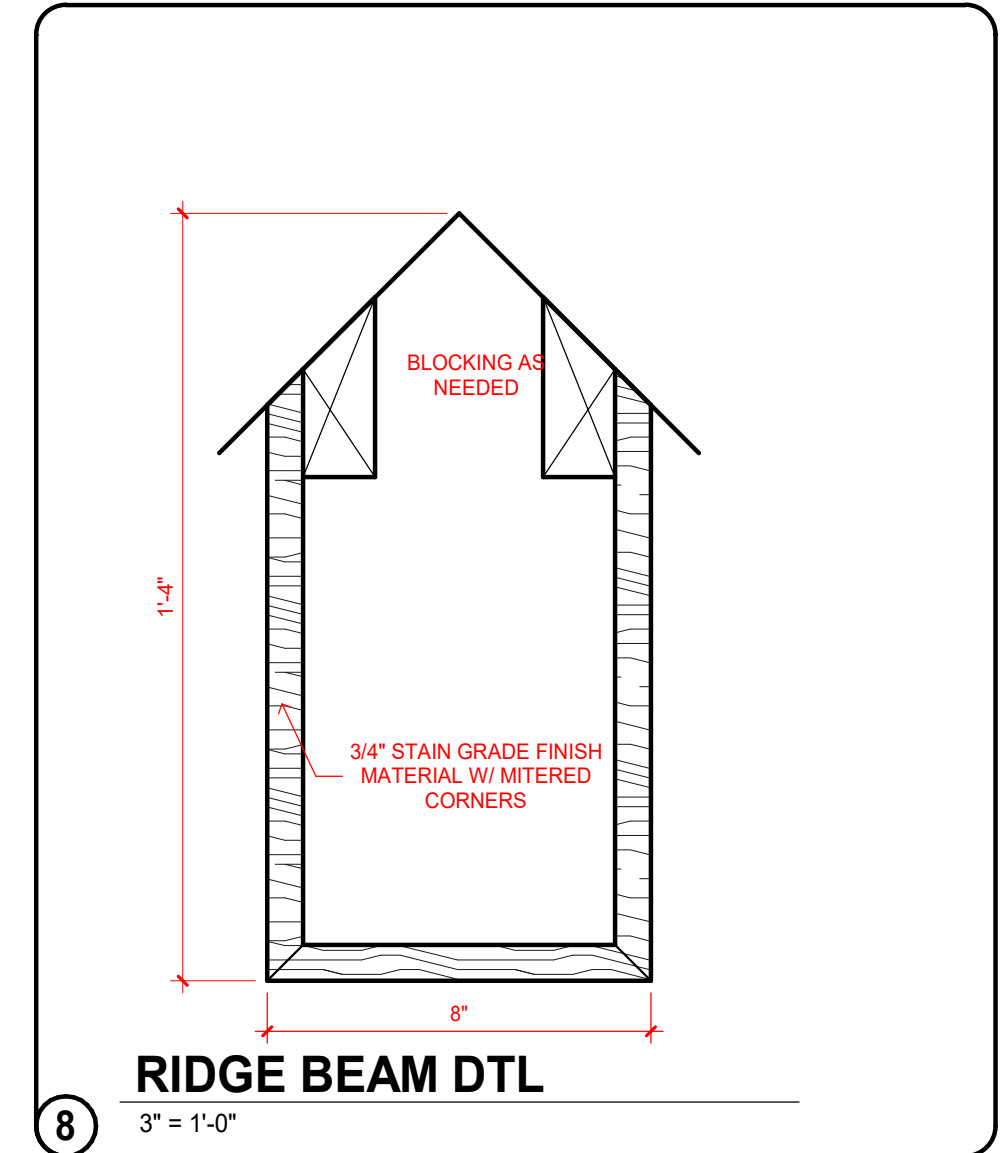 BLOCKING AS
NEEDED
1'-4"
3/4" STAIN GRADE FINISH
MATERIAL W/ MITERED
CORNERS
8"
RIDGE BEAM DTL
8
3" = 1'-0"